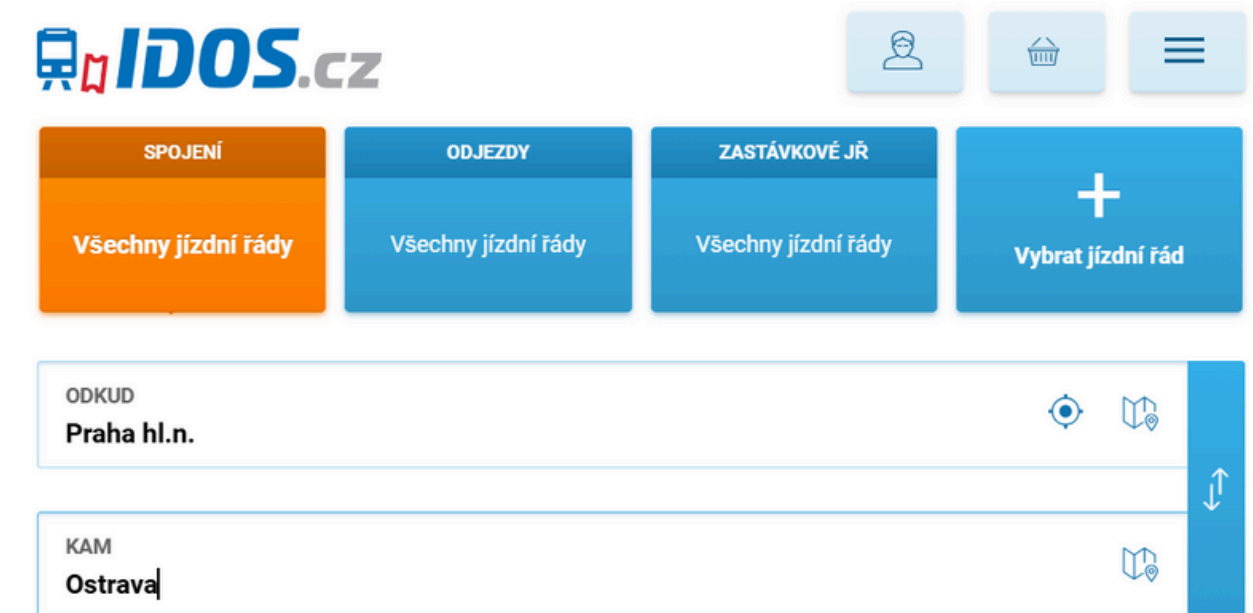 IDOS.cz
SPOJENÍ
Všechny jízdní řády
ODJEZDY
Všechny jízdní řády
ZASTÁVKOVÉ JŘ
Všechny jízdní řády
Vybrat jízdní řád
ODKUD
Praha hl.n.
KAM
Ostrava